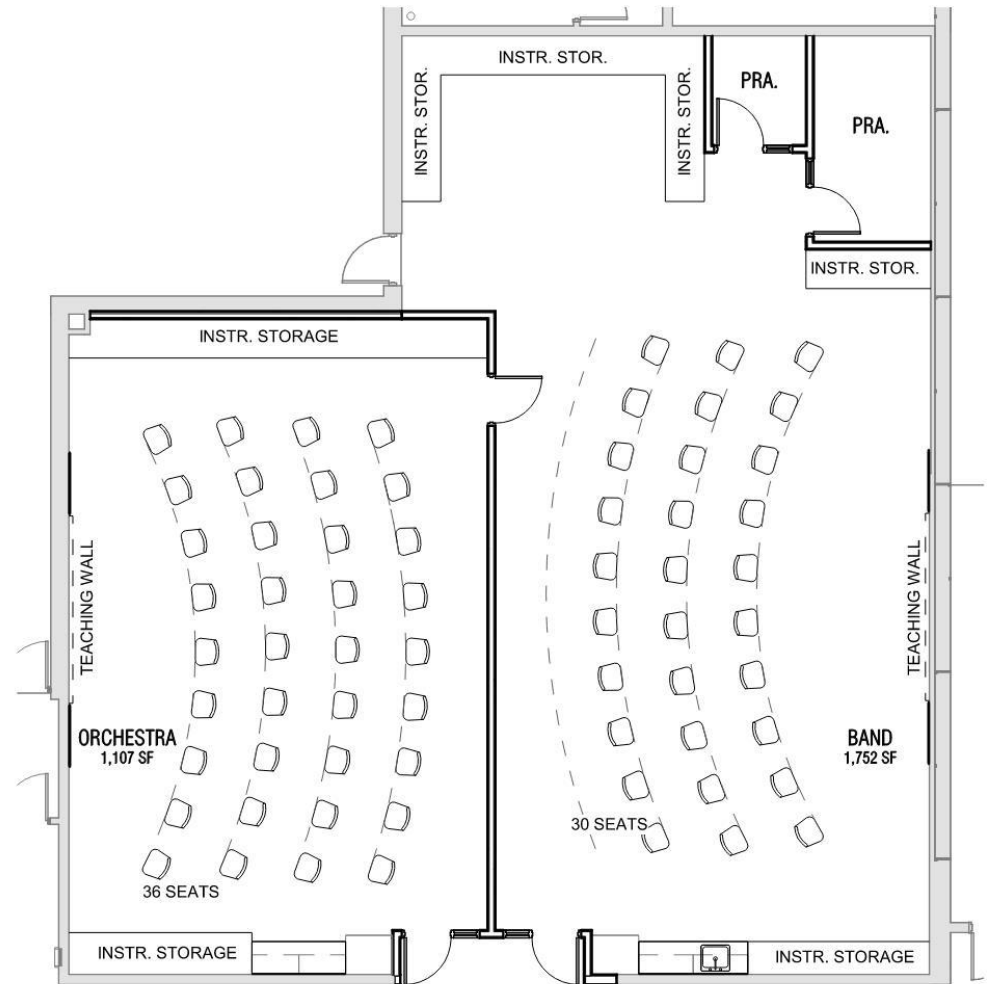 INSTR. STOR.
INSTR. STOR.
INSTR. STOR.
PRA.
PRA.
INSTR. STOR.
INSTR. STORAGE
TEACHING WALL
TEACHING WALL
ORCHESTRA
1,107 SF
BAND
1,752 SF
30 SEATS
36 SEATS
INSTR. STORAGE
INSTR. STORAGE